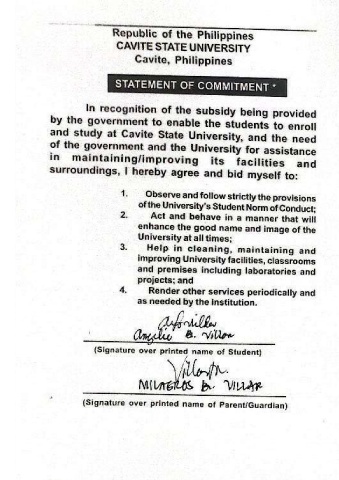 Republic of the Philippines
CAVITE STATE UNIVERSITY
Cavite, Philippines
STATEMENT OF COMMITMENT *
In recognition of the subsidy being provided
by the government to enable the students to enroll
and study at Cavite State University, and the need
of the government and the University for assistance
in maintaining/improving its facilities and
surroundings, I hereby agree and bid myself to:
1. Observe and follow strictly the provisions
of the University's Student Norm of Conduct;
2. Act and behave in a manner that will
enhance the good name and image of the
University at all times;
3. Help in cleaning, maintaining and
improving University facilities, classrooms
and premises including laboratories and
projects; and
4. Render other services periodically and
as needed by the institution.
B. Villar
(Signature over printed name of Student)
MILAGROS B. VILLAR
(Signature over printed name of Parent/Guardian)